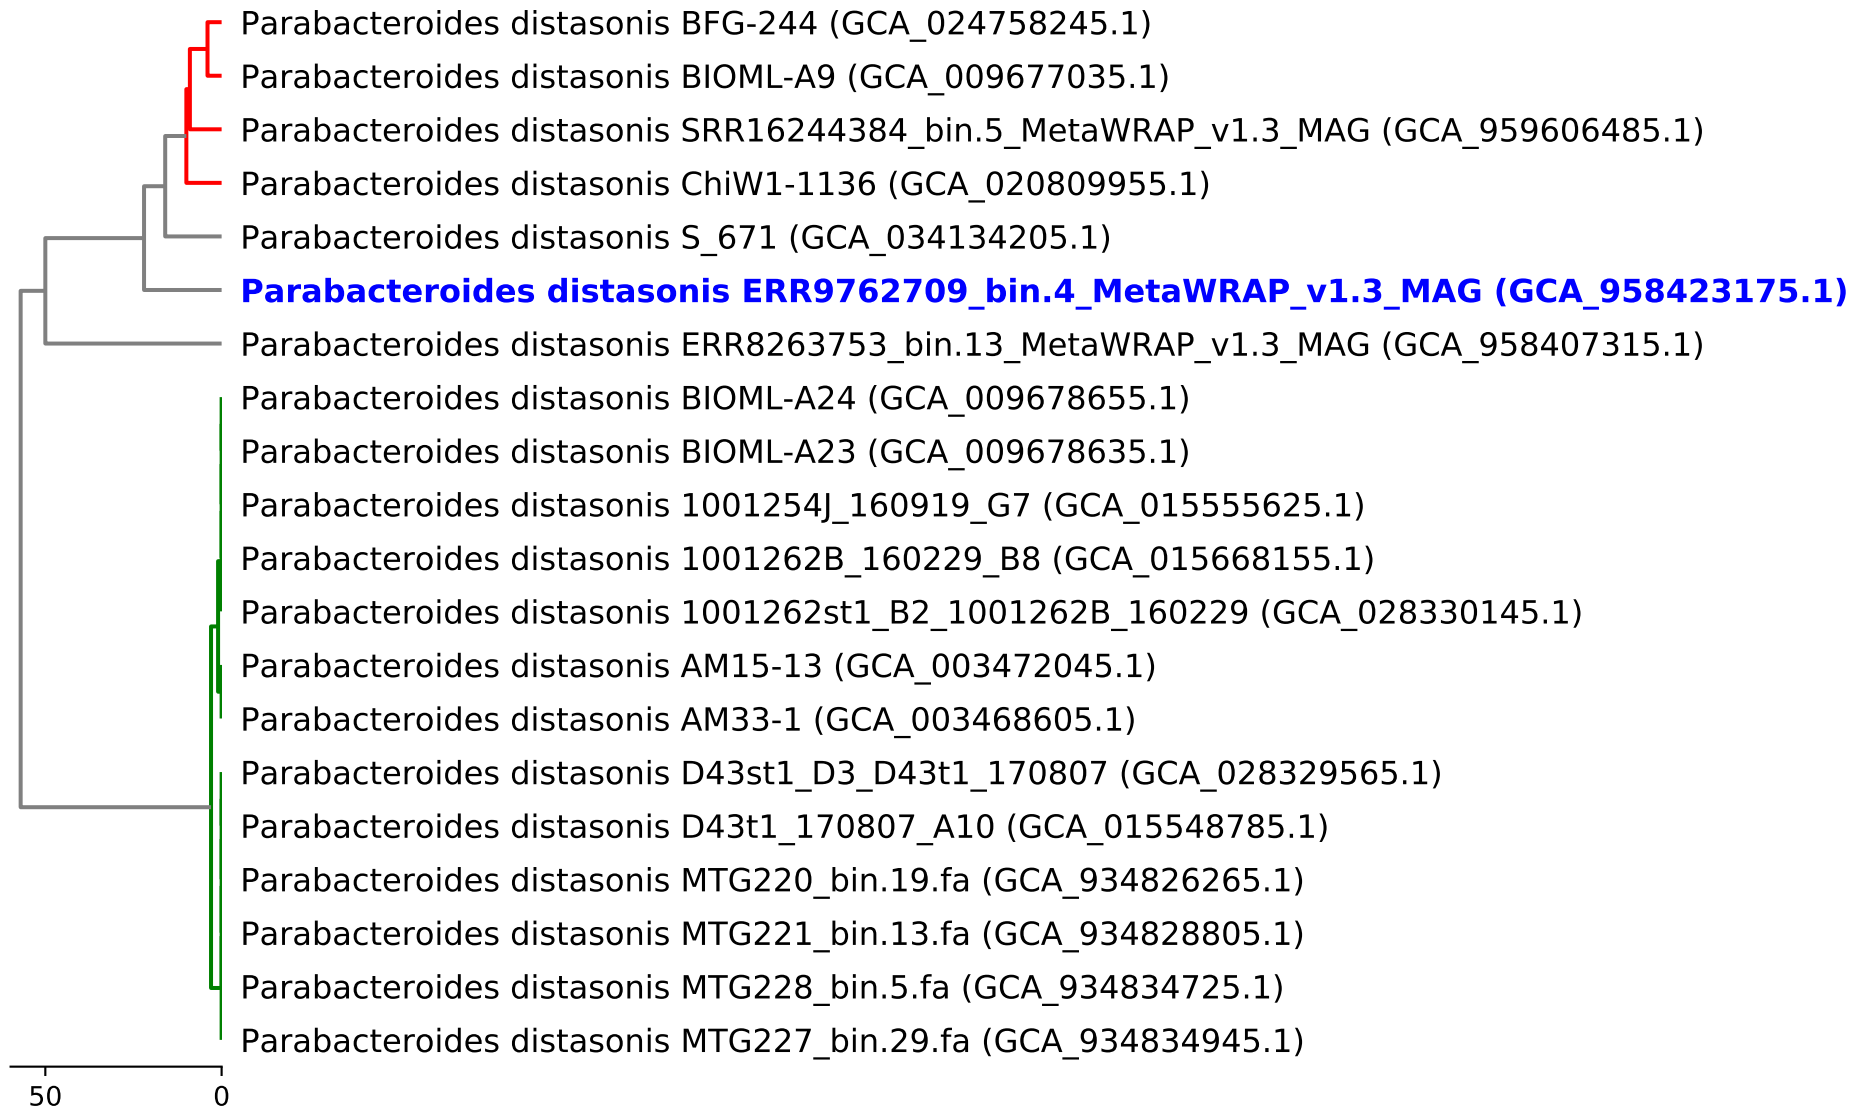 Parabacteroides distasonis BFG-244 (GCA_024758245.1)
Parabacteroides distasonis BIOML-A9 (GCA_009677035.1)
Parabacteroides distasonis SRR16244384_bin.5_MetaWRAP_v1.3_MAG (GCA_959606485.1)
Parabacteroides distasonis ChiW1-1136 (GCA_020809955.1)
Parabacteroides distasonis S_671 (GCA_034134205.1)
Parabacteroides distasonis ERR9762709_bin.4_MetaWRAP_v1.3_MAG (GCA_958423175.1)
Parabacteroides distasonis ERR8263753_bin.13_MetaWRAP_v1.3_MAG (GCA_958407315.1)
Parabacteroides distasonis BIOML-A24 (GCA_009678655.1)
Parabacteroides distasonis BIOML-A23 (GCA_009678635.1)
Parabacteroides distasonis 1001254J_160919_G7 (GCA_015555625.1)
Parabacteroides distasonis 1001262B_160229_B8 (GCA_015668155.1)
Parabacteroides distasonis 1001262st1_B2_1001262B_160229 (GCA_028330145.1)
Parabacteroides distasonis AM15-13 (GCA_003472045.1)
Parabacteroides distasonis AM33-1 (GCA_003468605.1)
Parabacteroides distasonis D43st1_D3_D43t1_170807 (GCA_028329565.1)
Parabacteroides distasonis D43t1_170807_A10 (GCA_015548785.1)
Parabacteroides distasonis MTG220_bin.19.fa (GCA_934826265.1)
Parabacteroides distasonis MTG221_bin.13.fa (GCA_934828805.1)
Parabacteroides distasonis MTG228_bin.5.fa (GCA_934834725.1)
Parabacteroides distasonis MTG227_bin.29.fa (GCA_934834945.1)
50 0